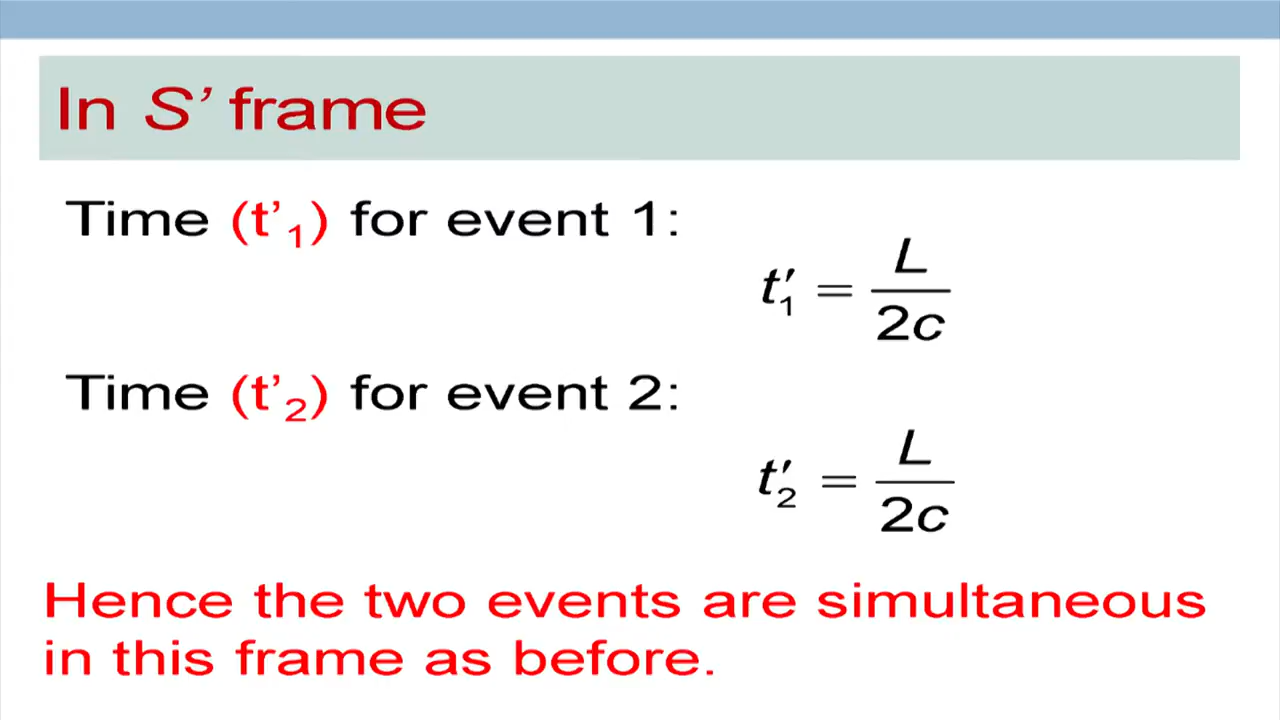 In S’ frame
Time (t’₁) for event 1:
t′₁ = L/2c
Time (t’₂) for event 2:
t′₂ = L/2c
Hence the two events are simultaneous
in this frame as before.